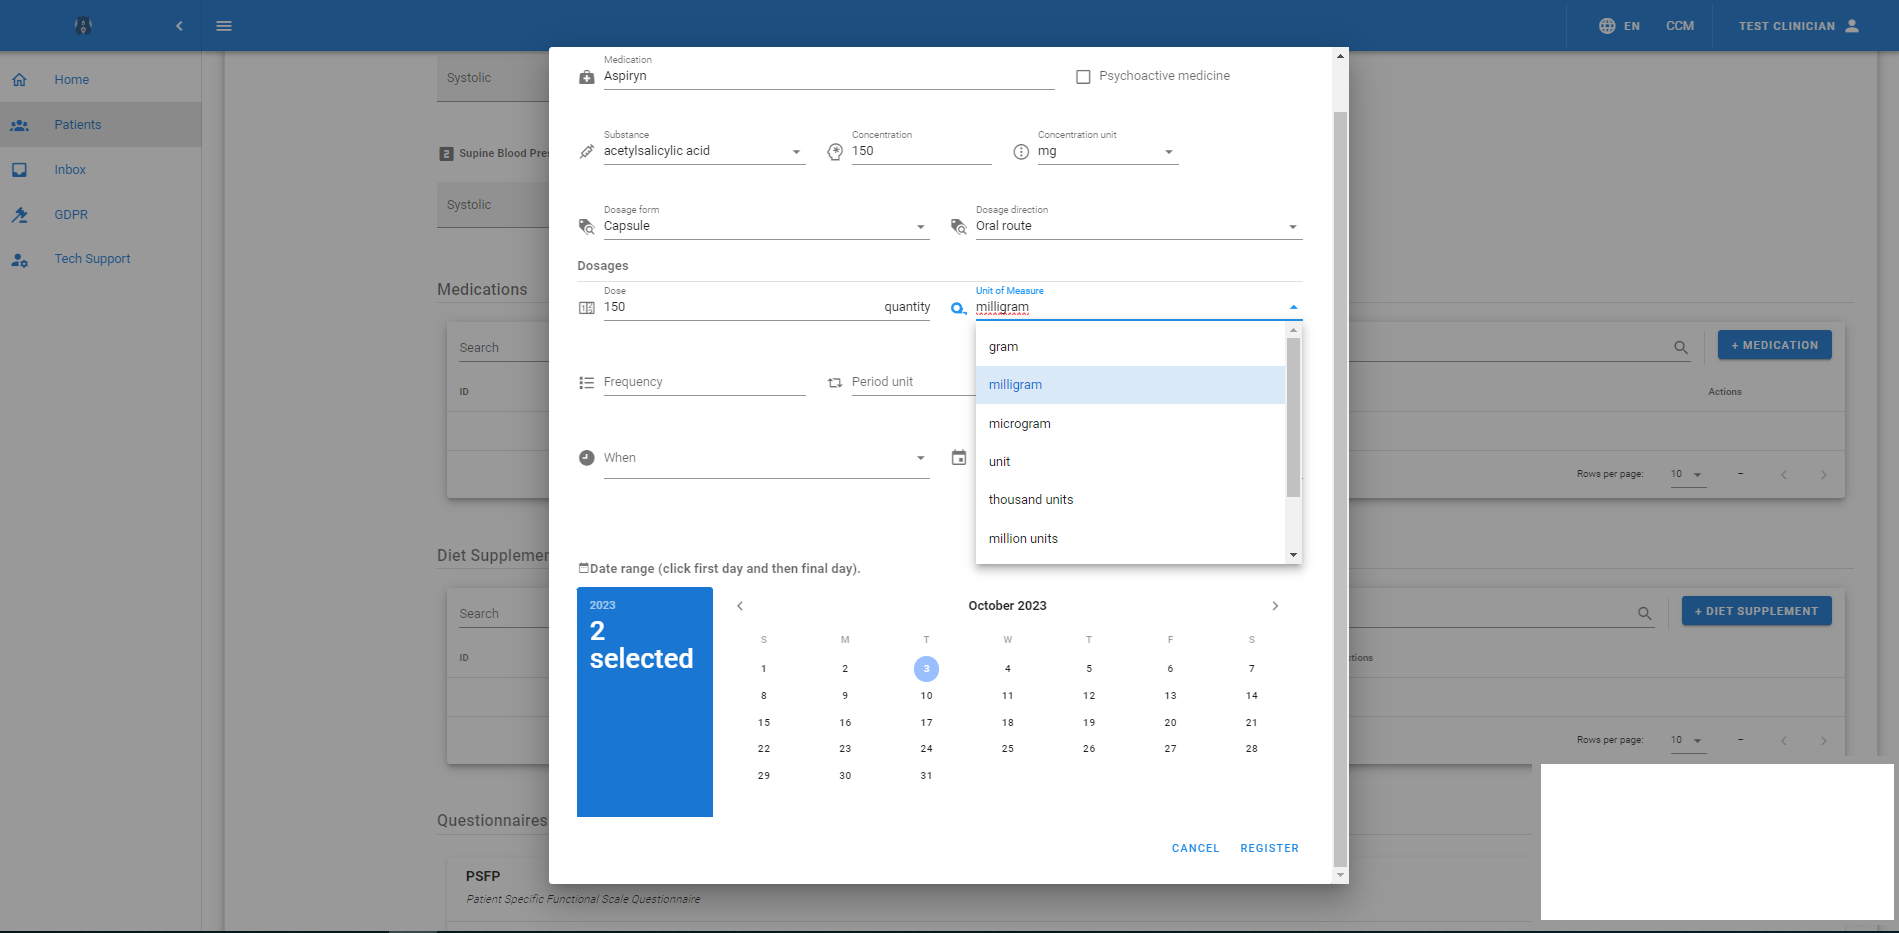 EN
CCM
TEST CLINICIAN
Home
Patients
Inbox
GDPR
Tech Support
Systolic
2 Supine Blood Pres
Systolic
Medications
Search
+ MEDICATION
ID
Actions
Rows per page: 10 –
Diet Supplemen
Search
+ DIET SUPPLEMENT
ID
ctions
Rows per page: 10 –
Questionnaires
PSFP
Patient Specific Functional Scale Questionnaire
Medication
Aspiryn
Psychoactive medicine
Substance
acetylsalicylic acid
Concentration
150
Concentration unit
mg
Dosage form
Capsule
Dosage direction
Oral route
Dosages
Dose
150 quantity
Unit of Measure
milligram
gram
milligram
microgram
unit
thousand units
million units
Frequency
Period unit
When
Date range (click first day and then final day).
2023
2
selected
October 2023
S M T W T F S
1 2 3 4 5 6 7
8 9 10 11 12 13 14
15 16 17 18 19 20 21
22 23 24 25 26 27 28
29 30 31
CANCEL REGISTER